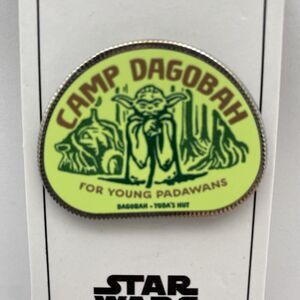 CAMP DAGOBAH
FOR YOUNG PADAWANS
DAGOBAH - YODA'S HUT
STAR
WARS